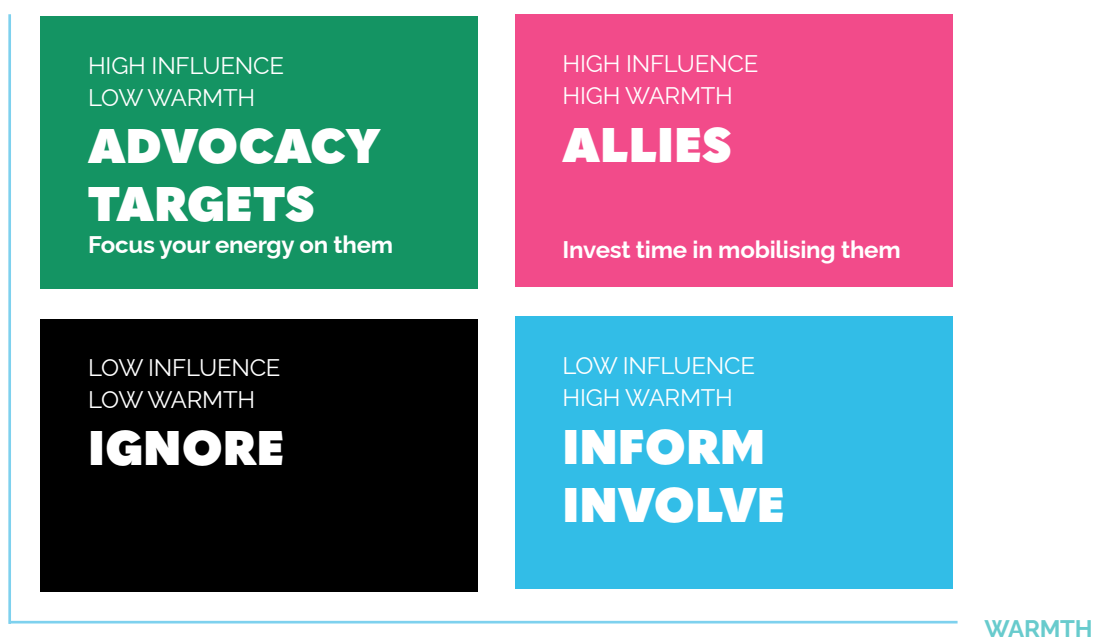 HIGH INFLUENCE
LOW WARMTH
ADVOCACY
TARGETS
Focus your energy on them
HIGH INFLUENCE
HIGH WARMTH
ALLIES
Invest time in mobilising them
LOW INFLUENCE
LOW WARMTH
IGNORE
LOW INFLUENCE
HIGH WARMTH
INFORM
INVOLVE
WARMTH